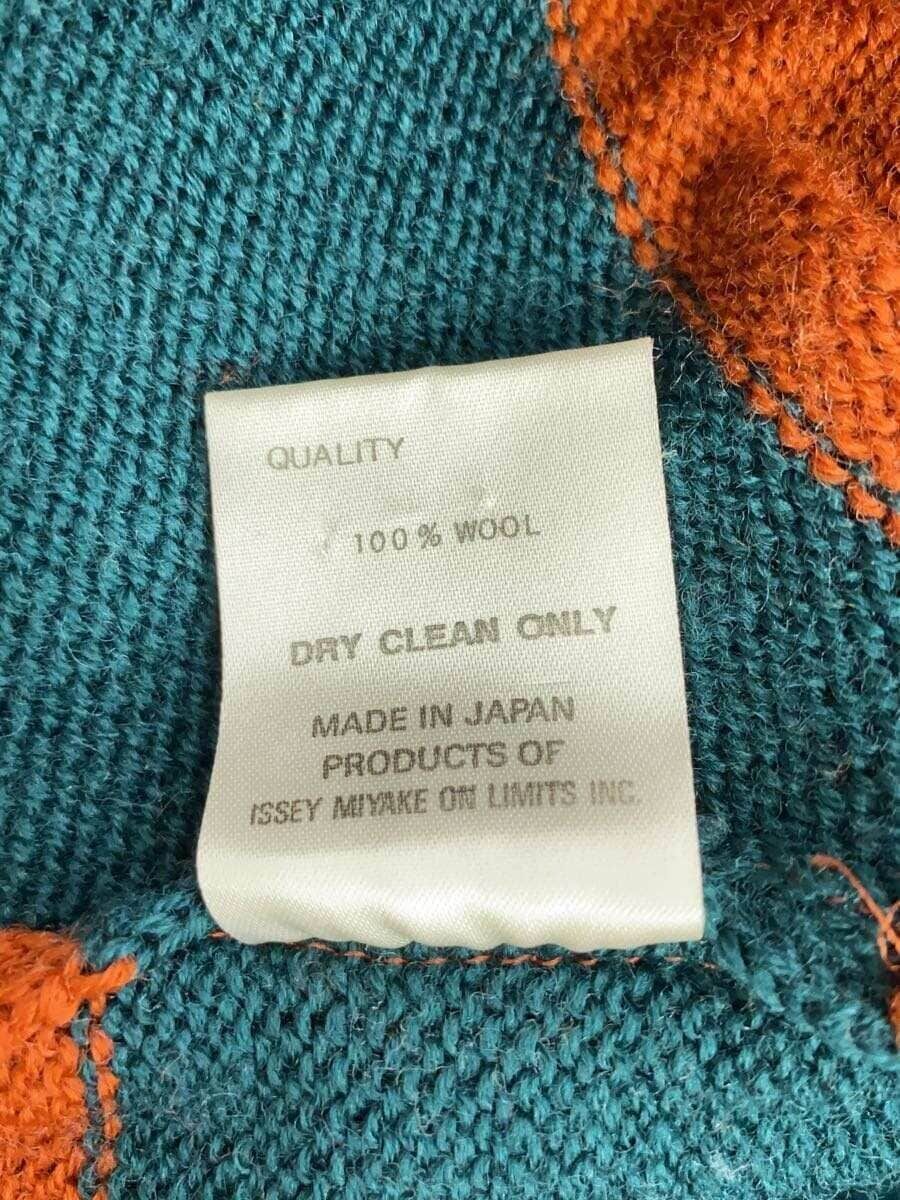 QUALITY
100% WOOL
DRY CLEAN ONLY
MADE IN JAPAN
PRODUCTS OF
ISSEY MIYAKE ON LIMITS INC.